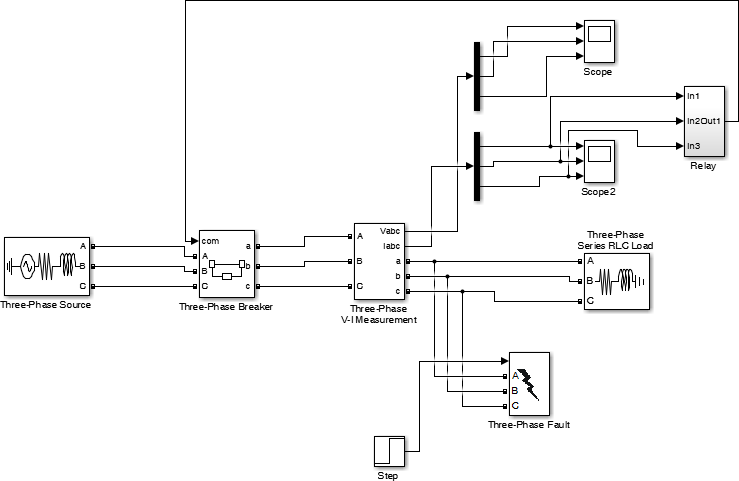 Scope
In1
In2Out1
In3
Relay
Scope2
Vabc
Iabc
A
B
C
a
b
c
Three-Phase
V-I Measurement
com
A
B
C
a
b
c
Three-Phase Breaker
A
B
C
Three-Phase Source
Three-Phase
Series RLC Load
A
B
C
A
B
C
Three-Phase Fault
Step